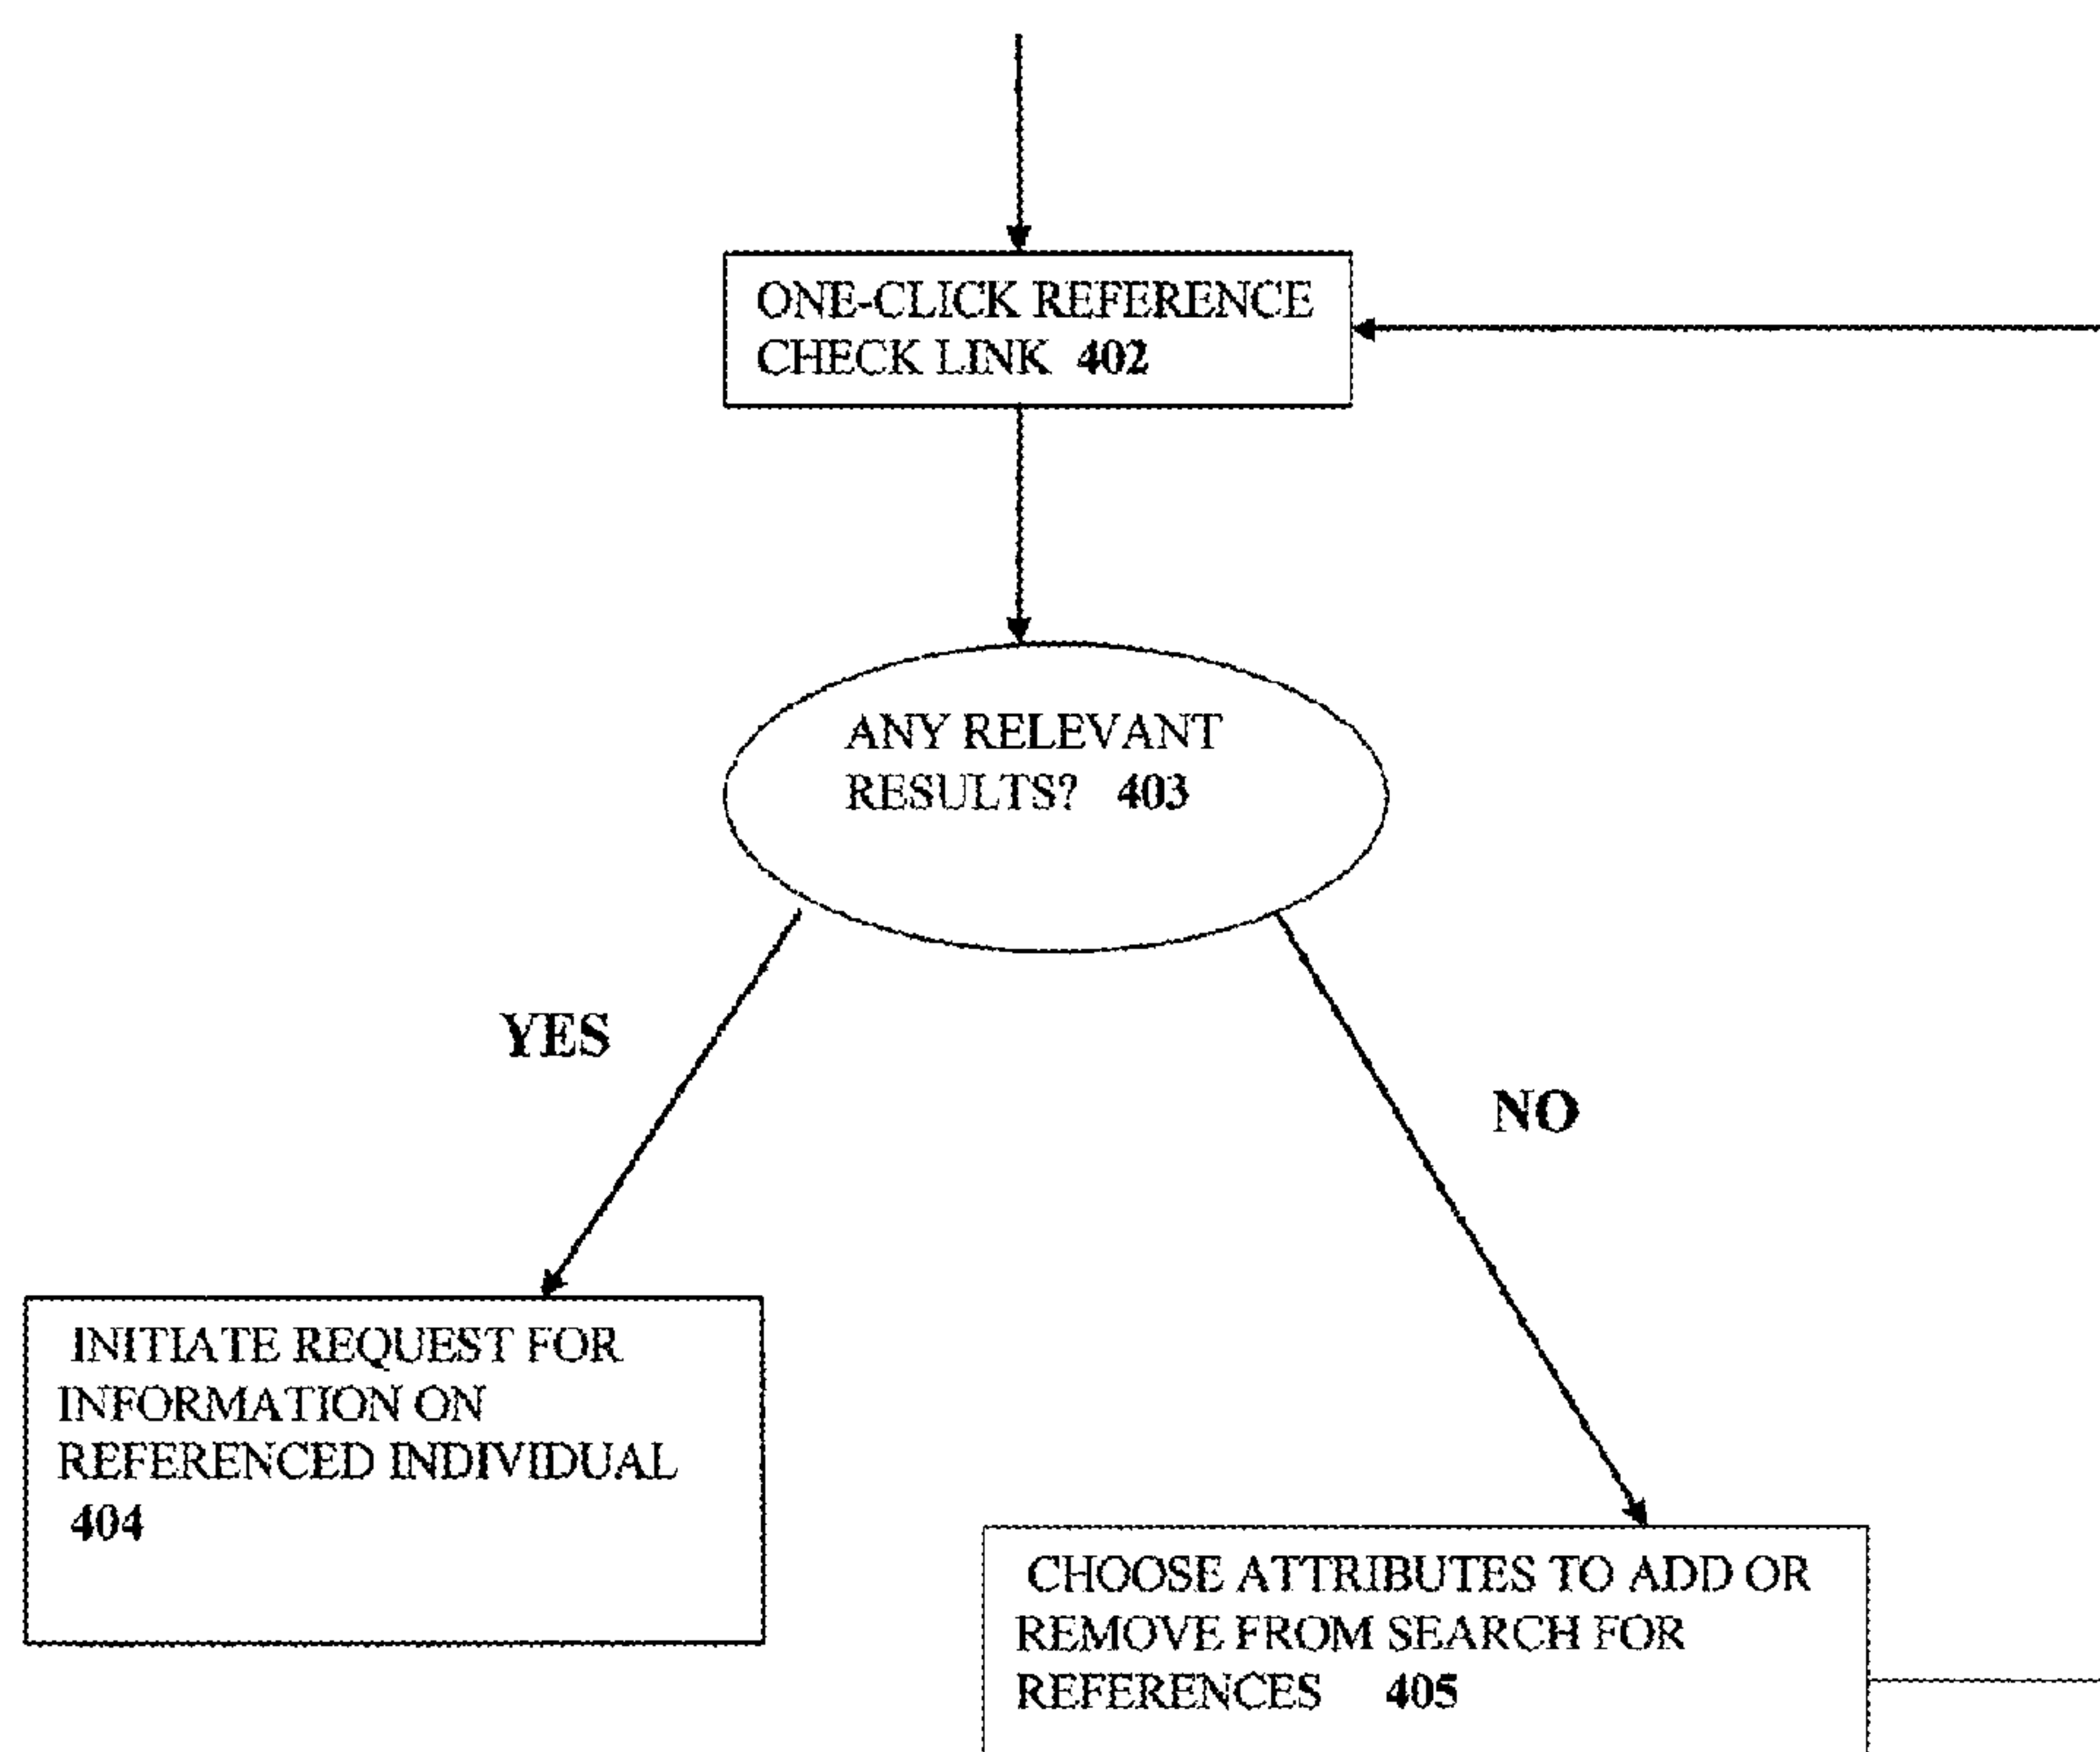 ONE-CLICK REFERENCE
CHECK LINK 402
ANY RELEVANT
RESULTS? 403
YES
NO
INITIATE REQUEST FOR
INFORMATION ON
REFERENCED INDIVIDUAL
404
CHOOSE ATTRIBUTES TO ADD OR
REMOVE FROM SEARCH FOR
REFERENCES 405